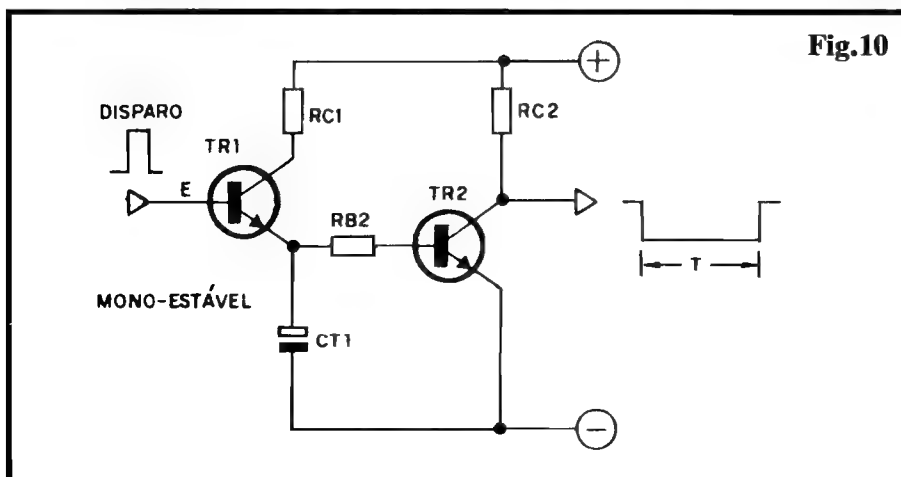 Fig.10
DISPARO
RC1
RC2
TR1
E
TR2
RB2
T
MONO-ESTÁVEL
CT1
+
−